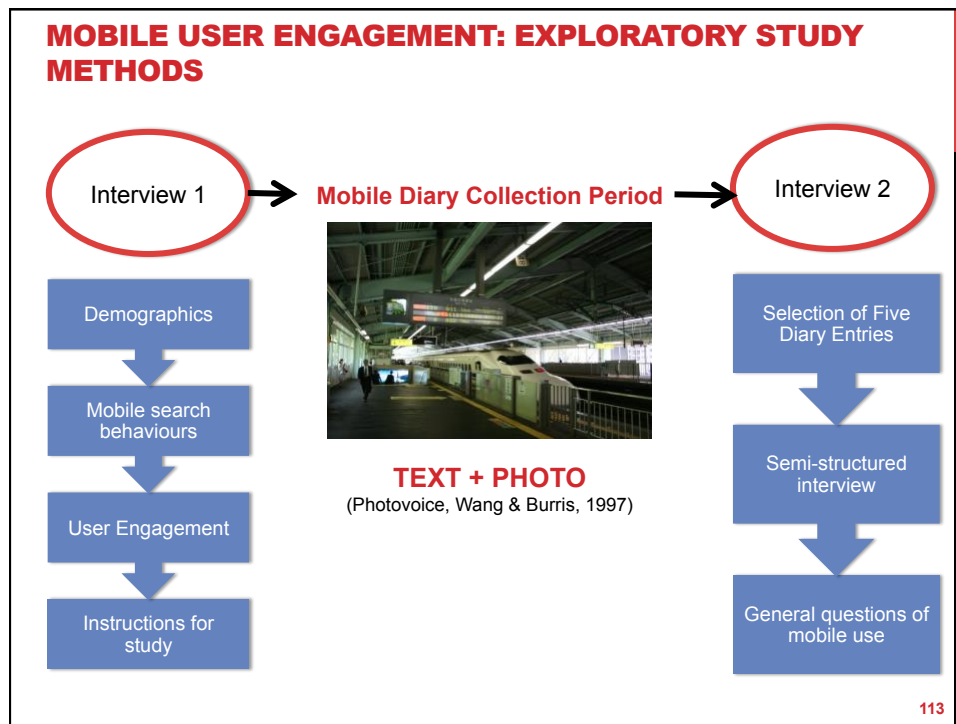 MOBILE USER ENGAGEMENT: EXPLORATORY STUDY
METHODS
Interview 1
Mobile Diary Collection Period
Interview 2
Demographics
Mobile search
behaviours
User Engagement
Instructions for
study
TEXT + PHOTO
(Photovoice, Wang & Burris, 1997)
Selection of Five
Diary Entries
Semi-structured
interview
General questions of
mobile use
113